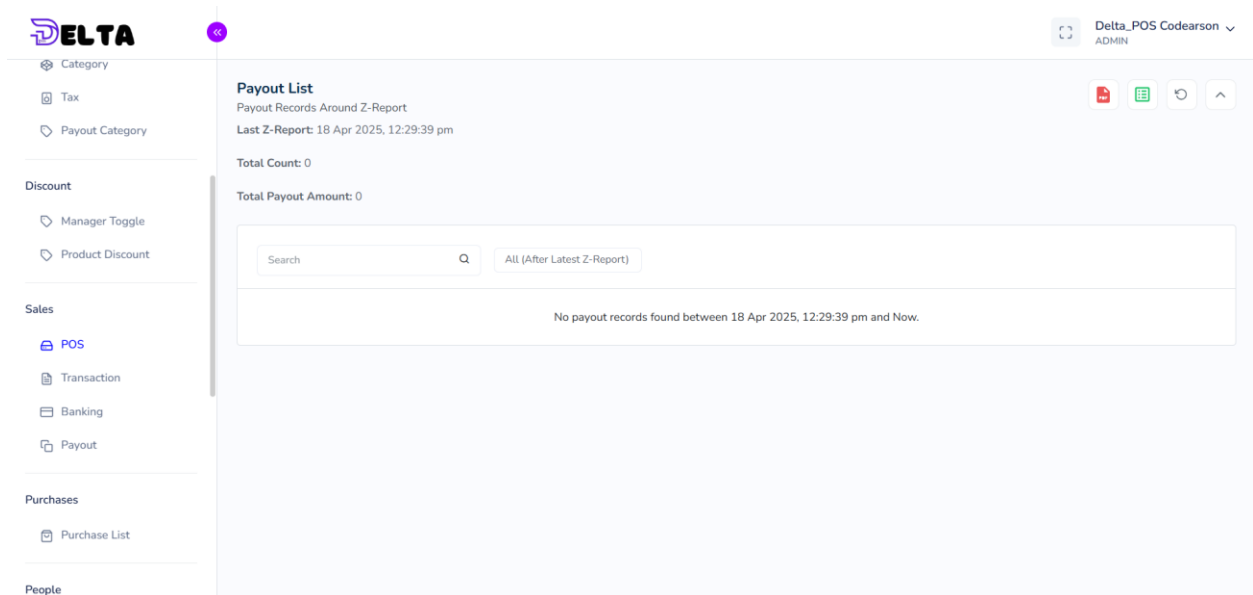 DELTA
Delta_POS Codearson
ADMIN
Category
Tax
Payout Category
Discount
Manager Toggle
Product Discount
Sales
POS
Transaction
Banking
Payout
Purchases
Purchase List
People
Payout List
Payout Records Around Z-Report
Last Z-Report: 18 Apr 2025, 12:29:39 pm
Total Count: 0
Total Payout Amount: 0
PDF
Search
All (After Latest Z-Report)
No payout records found between 18 Apr 2025, 12:29:39 pm and Now.